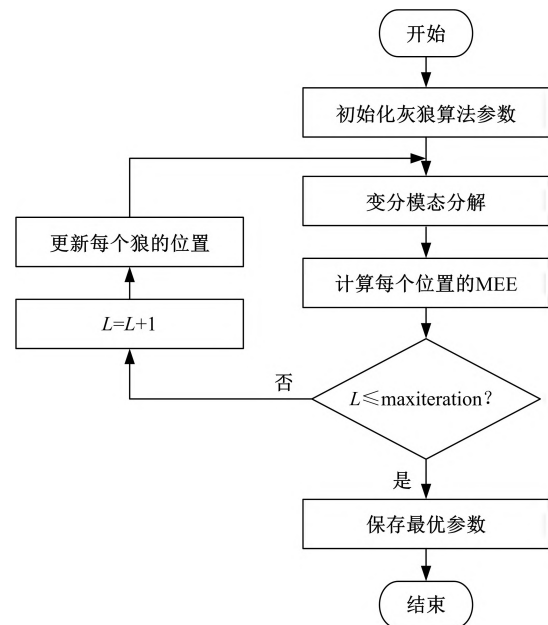 开始
初始化灰狼算法参数
变分模态分解
更新每个狼的位置
计算每个位置的MEE
L=L+1
否
L≤maxiteration?
是
保存最优参数
结束